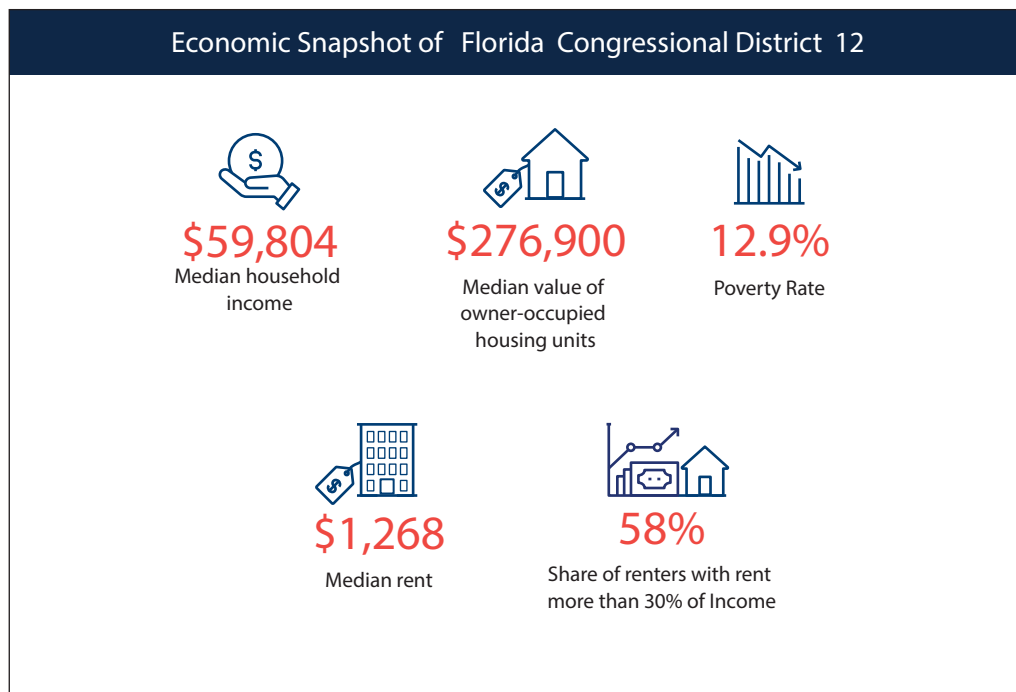 Economic Snapshot of Florida Congressional District 12
$
$59,804
Median household
income
$
$276,900
Median value of
owner-occupied
housing units
12.9%
Poverty Rate
$
$1,268
Median rent
58%
Share of renters with rent
more than 30% of Income